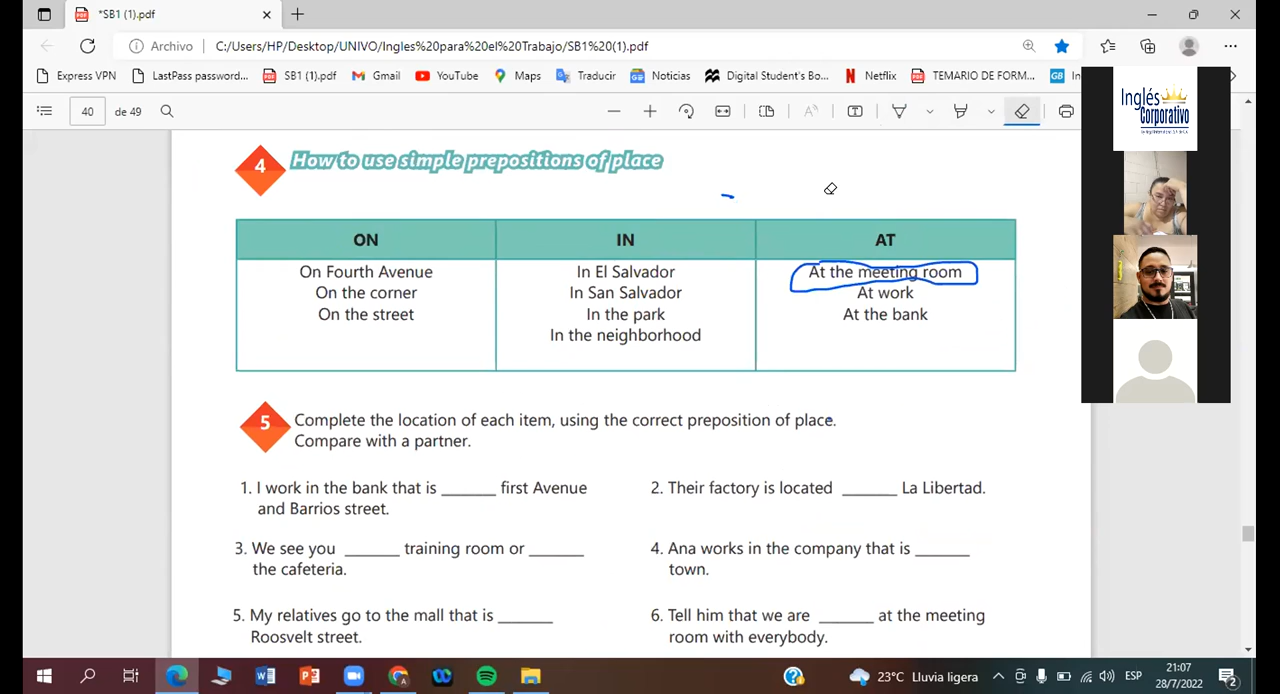 *SB1 (1).pdf
Archivo
C:/Users/HP/Desktop/UNIVO/Ingles%20para%20el%20Trabajo/SB1%20(1).pdf
Express VPN
LastPass password...
SB1 (1).pdf
Gmail
YouTube
Maps
Traducir
Noticias
Digital Student's Bo...
Netflix
TEMARIO DE FORM...
40
de 49
Inglés
Corporativo
4
How to use simple prepositions of place
ON
IN
AT
On Fourth Avenue
In El Salvador
At the meeting room
On the corner
In San Salvador
At work
On the street
In the park
At the bank
In the neighborhood
5
Complete the location of each item, using the correct preposition of place.
Compare with a partner.
1. I work in the bank that is ______ first Avenue
and Barrios street.
2. Their factory is located ______ La Libertad.
3. We see you ______ training room or ______
the cafeteria.
4. Ana works in the company that is ______
town.
5. My relatives go to the mall that is ______
Roosvelt street.
6. Tell him that we are ______ at the meeting
room with everybody.
23°C Lluvia ligera
ESP
21:07
28/7/2022